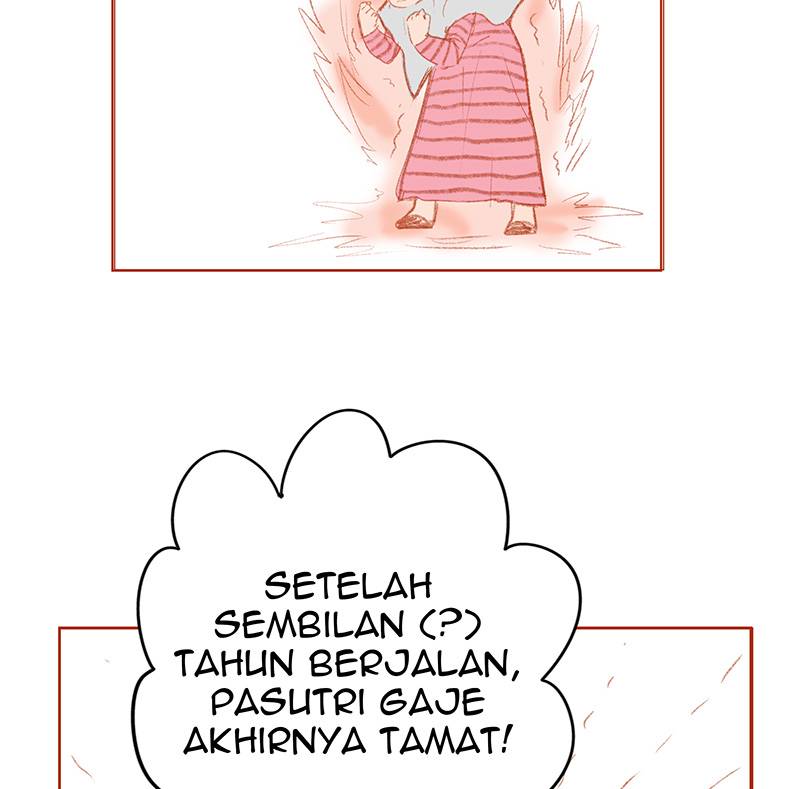 SETELAH
SEMBILAN (?)
TAHUN BERJALAN,
PASUTRI GAJE
AKHIRNYA TAMAT!